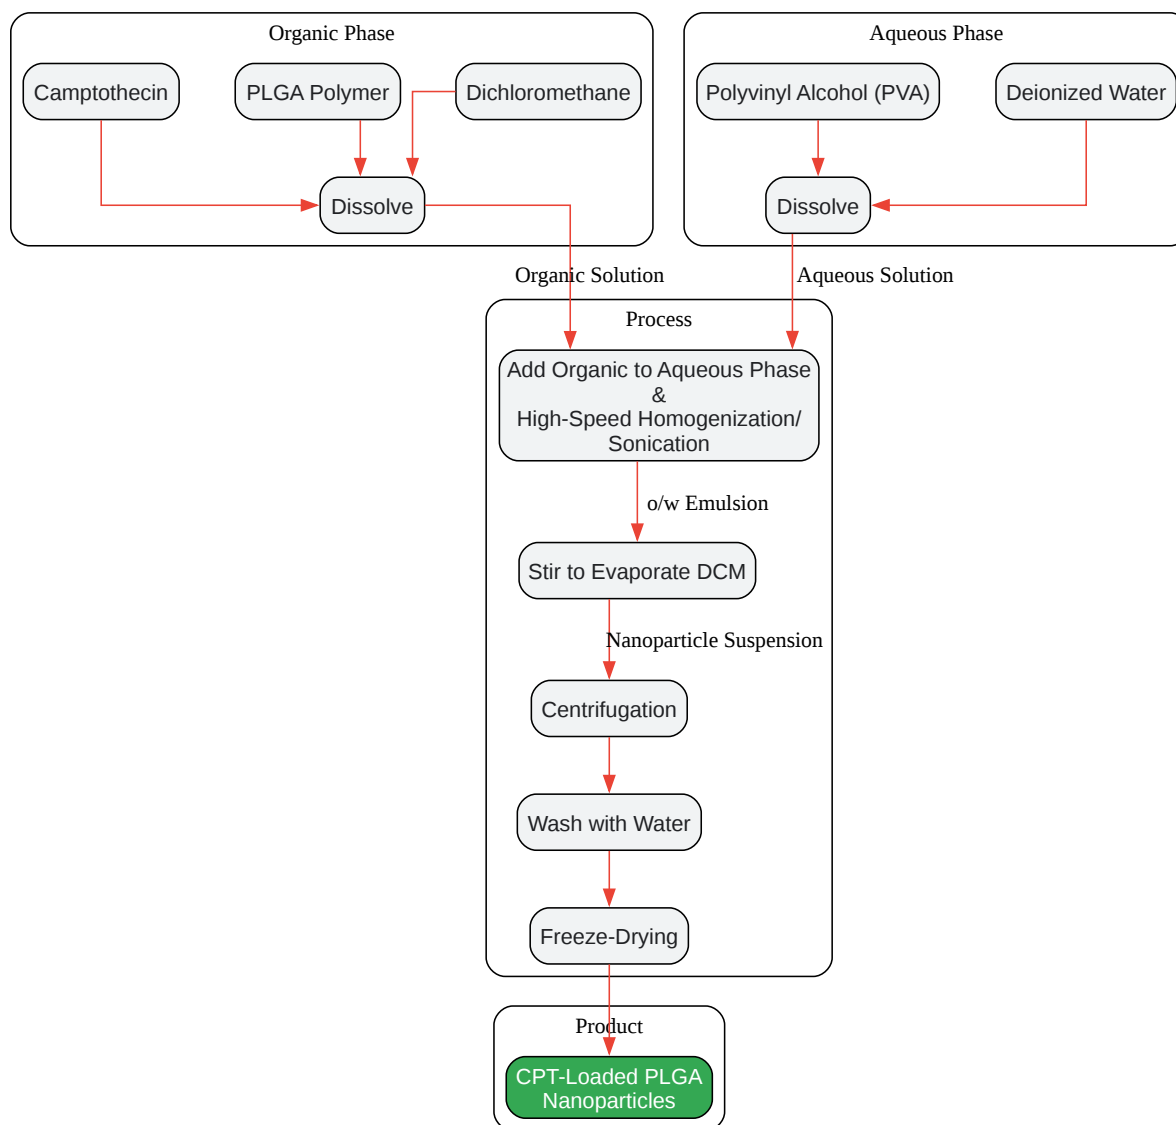 Organic Phase
Camptothecin
PLGA Polymer
Dichloromethane
Dissolve
Aqueous Phase
Polyvinyl Alcohol (PVA)
Deionized Water
Dissolve
Organic Solution
Aqueous Solution
Process
Add Organic to Aqueous Phase
&
High-Speed Homogenization/
Sonication
o/w Emulsion
Stir to Evaporate DCM
Nanoparticle Suspension
Centrifugation
Wash with Water
Freeze-Drying
Product
CPT-Loaded PLGA
Nanoparticles